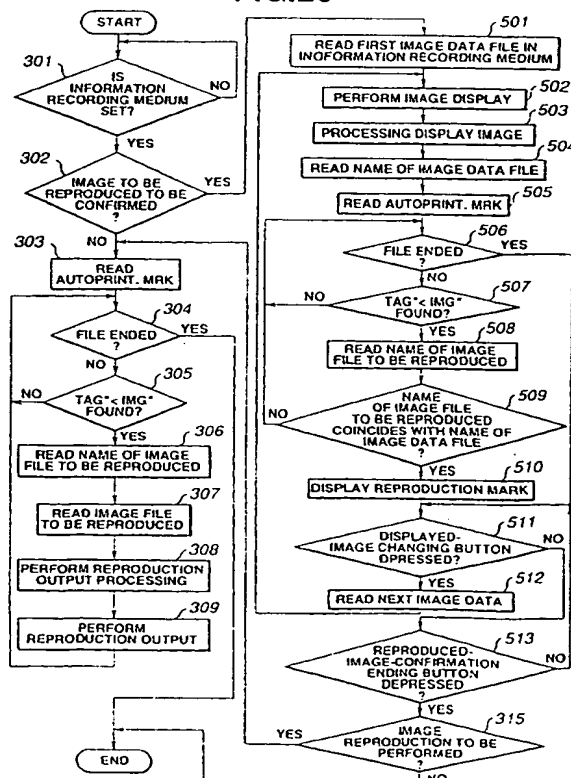 START
301
IS
INFORMATION
RECORDING MEDIUM
SET?
NO
YES
302
IMAGE TO BE
REPRODUCED TO BE
CONFIRMED
?
YES
NO
303
READ
AUTOPRINT. MRK
304
FILE ENDED
?
YES
NO
305
TAG"< IMG"
FOUND?
NO
YES
306
READ NAME OF IMAGE
FILE TO BE REPRODUCED
307
READ IMAGE FILE
TO BE REPRODUCED
308
PERFORM REPRODUCTION
OUTPUT PROCESSING
309
PERFORM
REPRODUCTION OUTPUT
END
501
READ FIRST IMAGE DATA FILE IN
INOFORMATION RECORDING MEDIUM
502
PERFORM IMAGE DISPLAY
503
PROCESSING DISPLAY IMAGE
504
READ NAME OF IMAGE DATA FILE
505
READ AUTOPRINT. MRK
506
FILE ENDED
?
YES
NO
507
TAG"< IMG"
FOUND?
NO
YES
508
READ NAME OF IMAGE
FILE TO BE REPRODUCED
509
NAME
OF IMAGE FILE
TO BE REPRODUCED
COINCIDES WITH NAME OF
IMAGE DATA FILE
?
NO
YES
510
DISPLAY REPRODUCTION MARK
511
DISPLAYED-
IMAGE CHANGING BUTTON
DPRESSED?
NO
YES
512
READ NEXT IMAGE DATA
513
REPRODUCED-
IMAGE-CONFIRMATION
ENDING BUTTON
DEPRESSED
?
NO
YES
315
IMAGE
REPRODUCTION TO BE
PERFORMED
?
YES
NO